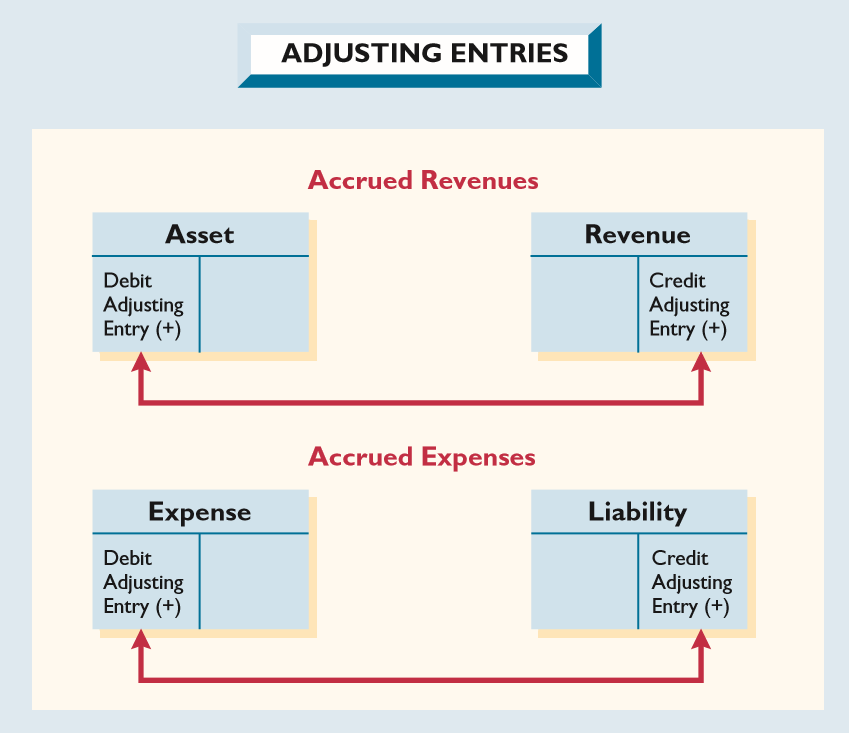 ADJUSTING ENTRIES
Accrued Revenues
Asset
Debit
Adjusting
Entry (+)
Revenue
Credit
Adjusting
Entry (+)
Accrued Expenses
Expense
Debit
Adjusting
Entry (+)
Liability
Credit
Adjusting
Entry (+)